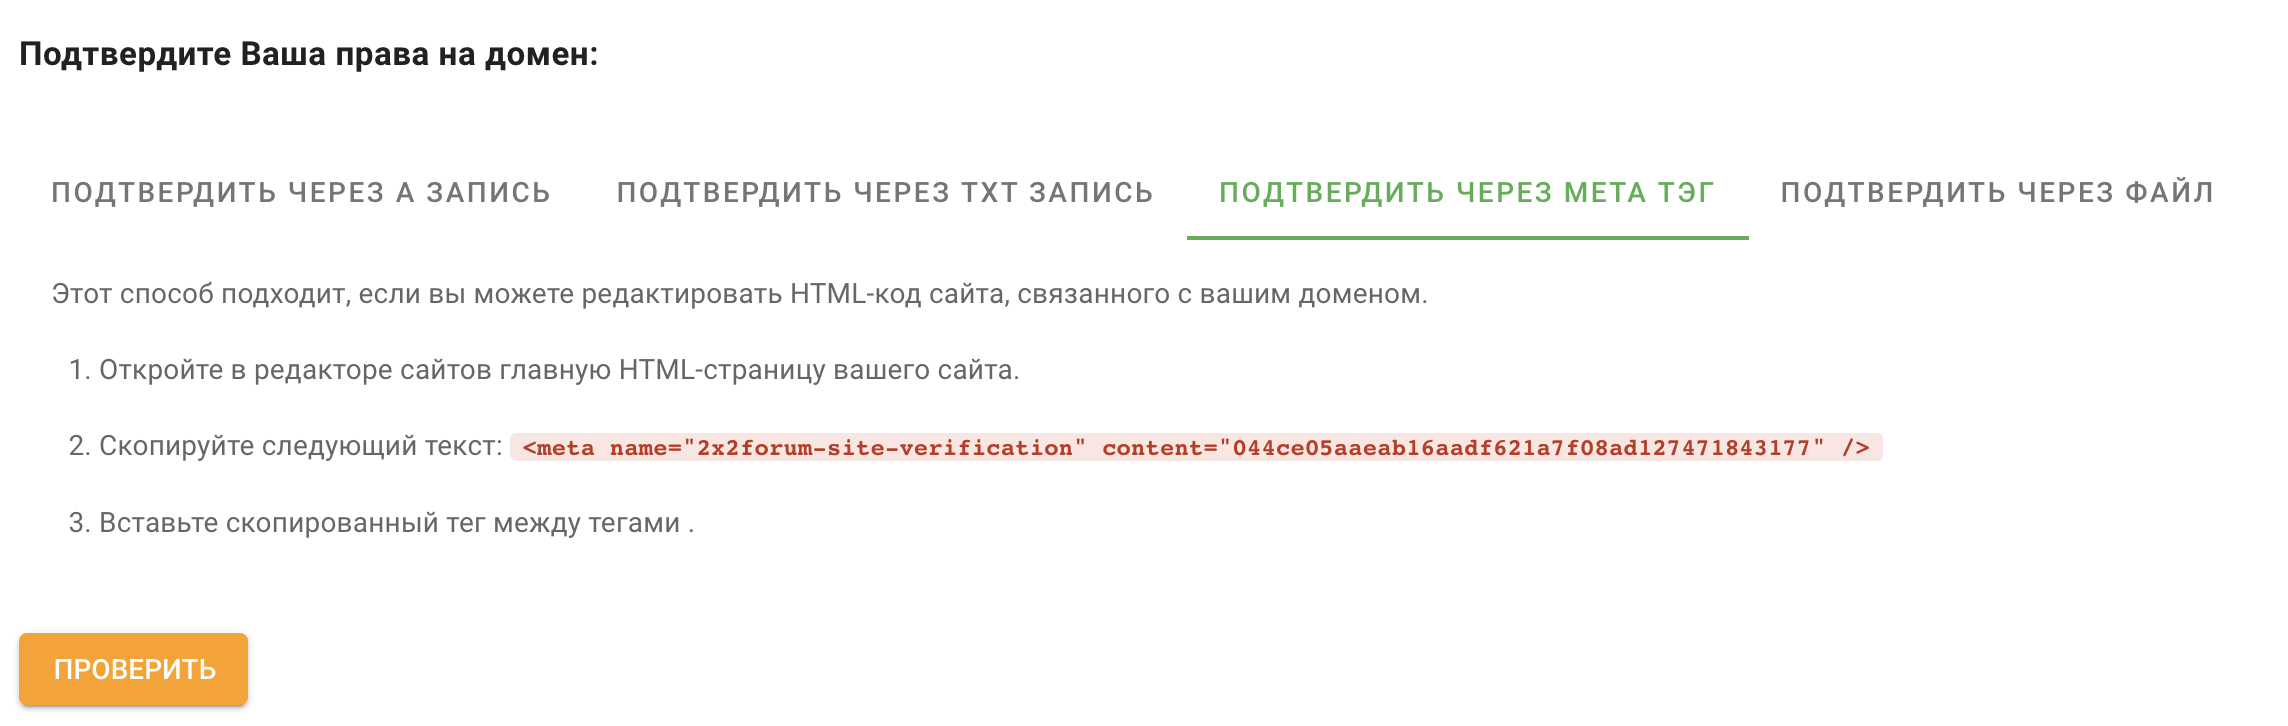 Подтвердите Ваша права на домен:
ПОДТВЕРДИТЬ ЧЕРЕЗ А ЗАПИСЬ ПОДТВЕРДИТЬ ЧЕРЕЗ TXT ЗАПИСЬ ПОДТВЕРДИТЬ ЧЕРЕЗ МЕТА ТЭГ ПОДТВЕРДИТЬ ЧЕРЕЗ ФАЙЛ
Этот способ подходит, если вы можете редактировать HTML-код сайта, связанного с вашим доменом.
1. Откройте в редакторе сайтов главную HTML-страницу вашего сайта.
2. Скопируйте следующий текст: <meta name="2x2forum-site-verification" content="044ce05aaeab16aadf621a7f08ad127471843177" />
3. Вставьте скопированный тег между тегами .
ПРОВЕРИТЬ